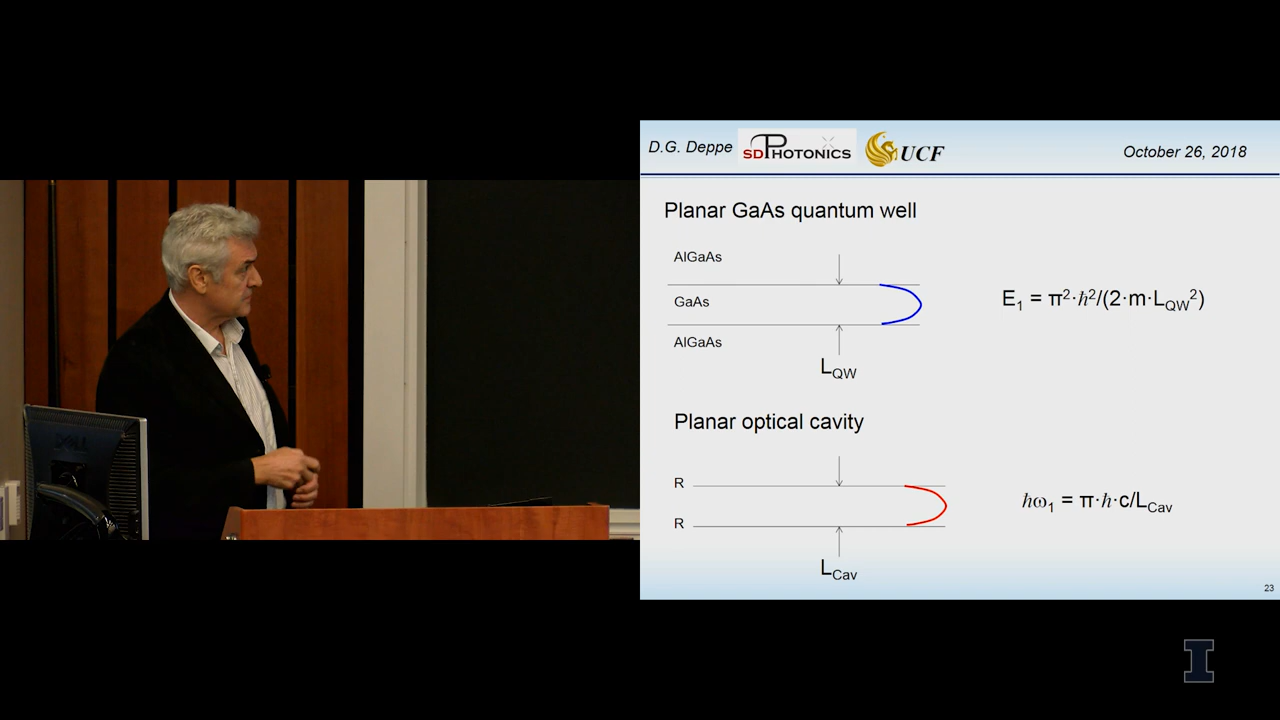 D.G. Deppe
SDPHOTONICS
UCF
October 26, 2018
Planar GaAs quantum well
AlGaAs
GaAs
AlGaAs
L_QW
E₁ = π²·ℏ²/(2·m·L_QW²)
Planar optical cavity
R
R
L_Cav
ℏω₁ = π·ℏ·c/L_Cav
23
I
DELL